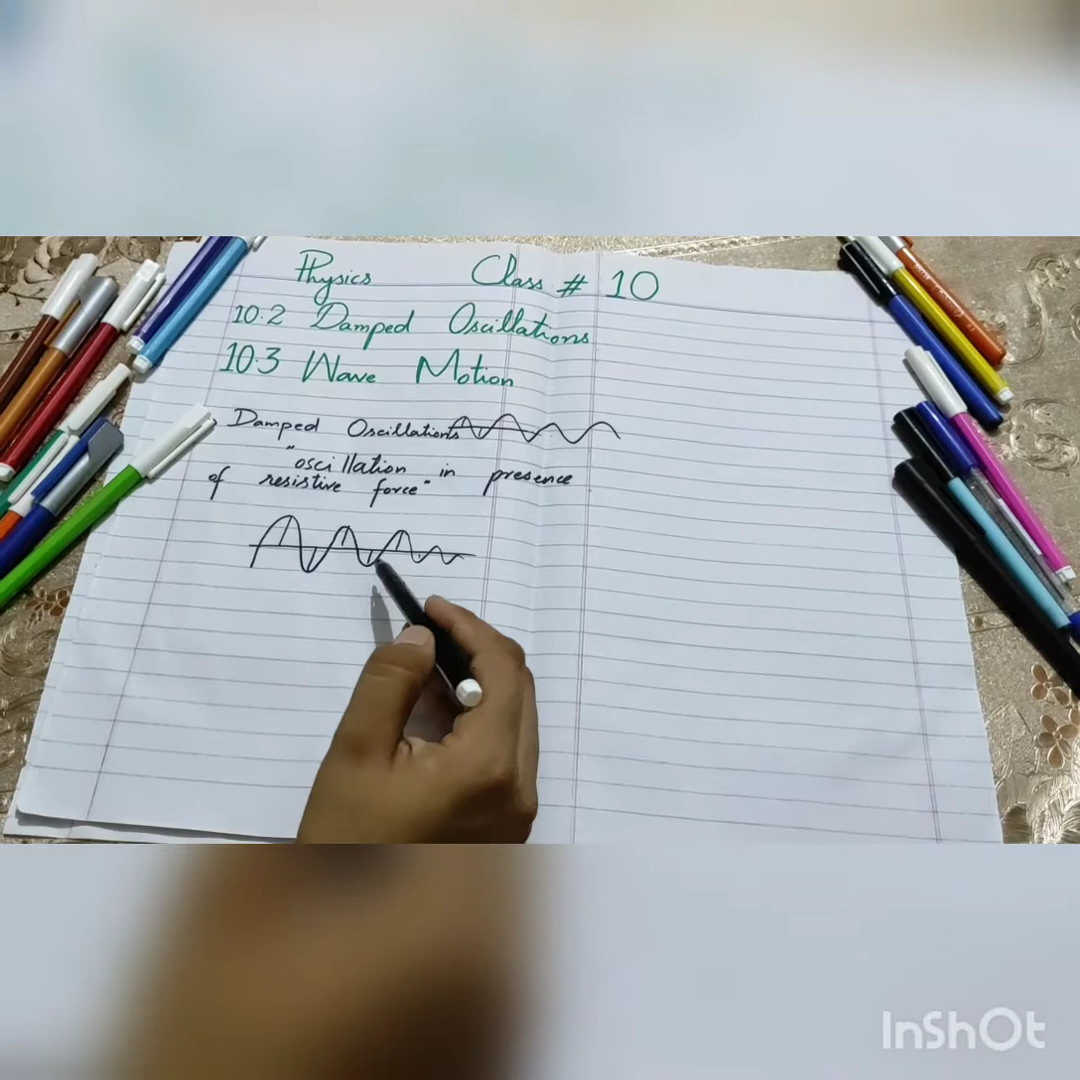 Physics Class # 10
10.2 Damped Oscillations
10.3 Wave Motion
Damped Oscillations
"oscillation" in presence
of resistive force"
InShOt